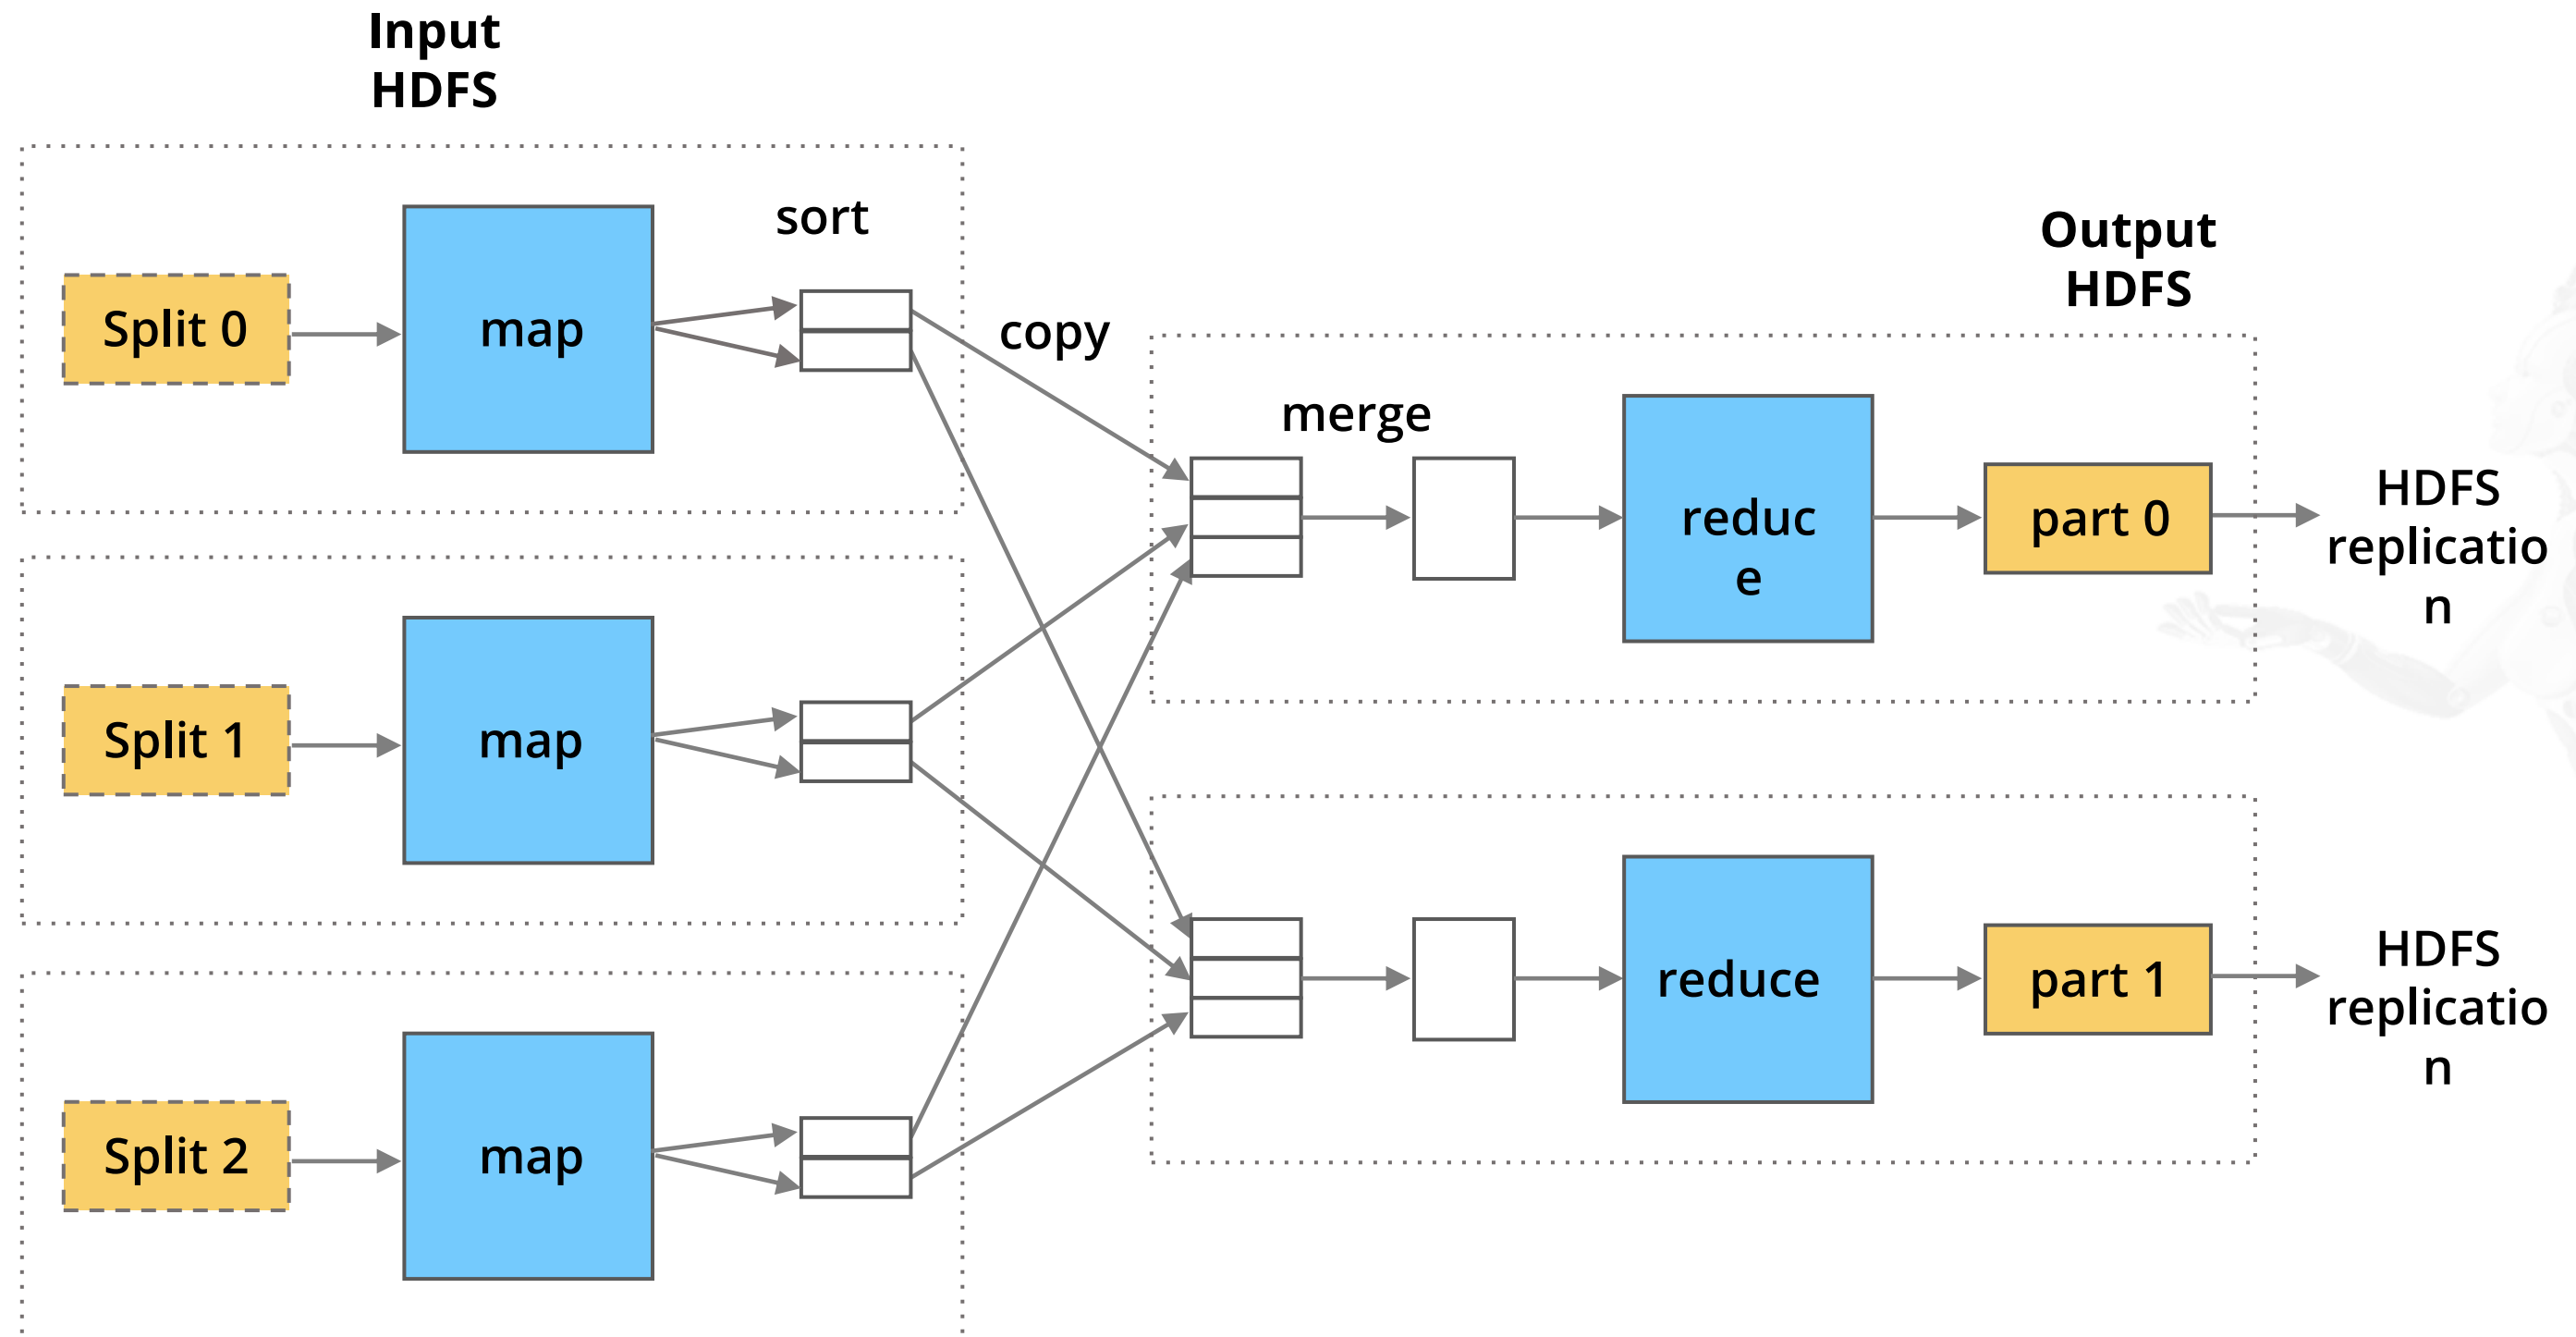 Input
HDFS
sort
Split 0
map
copy
Output
HDFS
merge
reduc
e
part 0
HDFS
replicatio
n
Split 1
map
reduce
part 1
HDFS
replicatio
n
Split 2
map